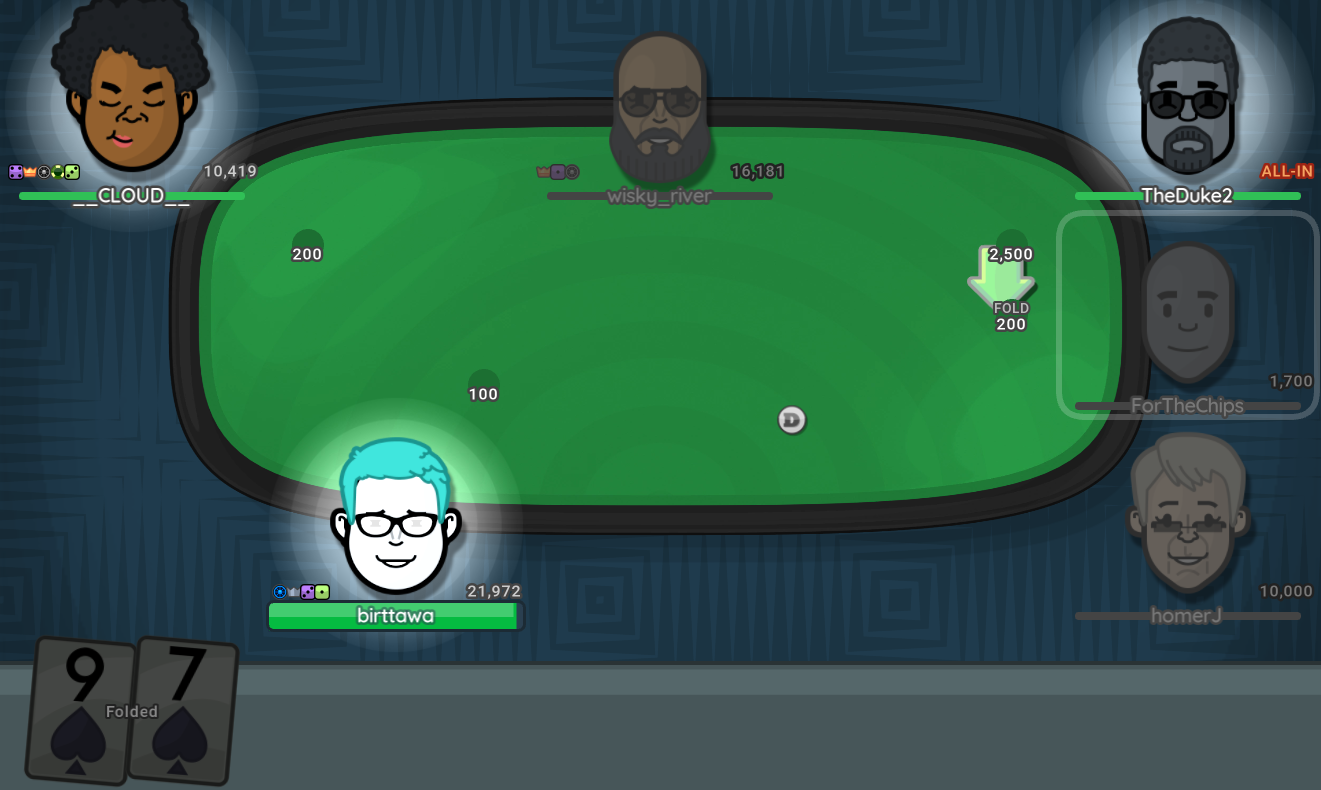 10,419
__CLOUD__
16,181
wisky_river
ALL-IN
TheDuke2
200
2,500
FOLD
200
1,700
ForTheChips
100
D
21,972
birttawa
10,000
homerJ
9 7
Folded